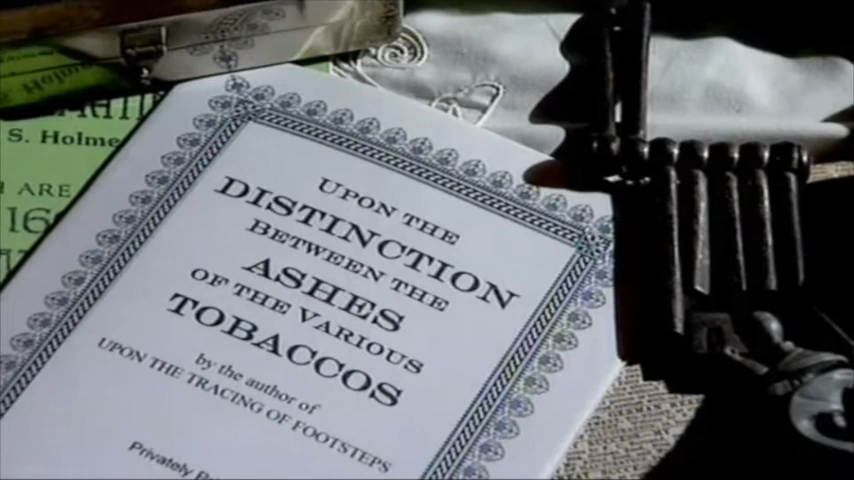 Holm
S. Holme
ARE
UPON THE
DISTINCTION
BETWEEN THE
ASHES
OF THE VARIOUS
TOBACCOS
by the author of
UPON THE TRACING OF FOOTSTEPS
Privately